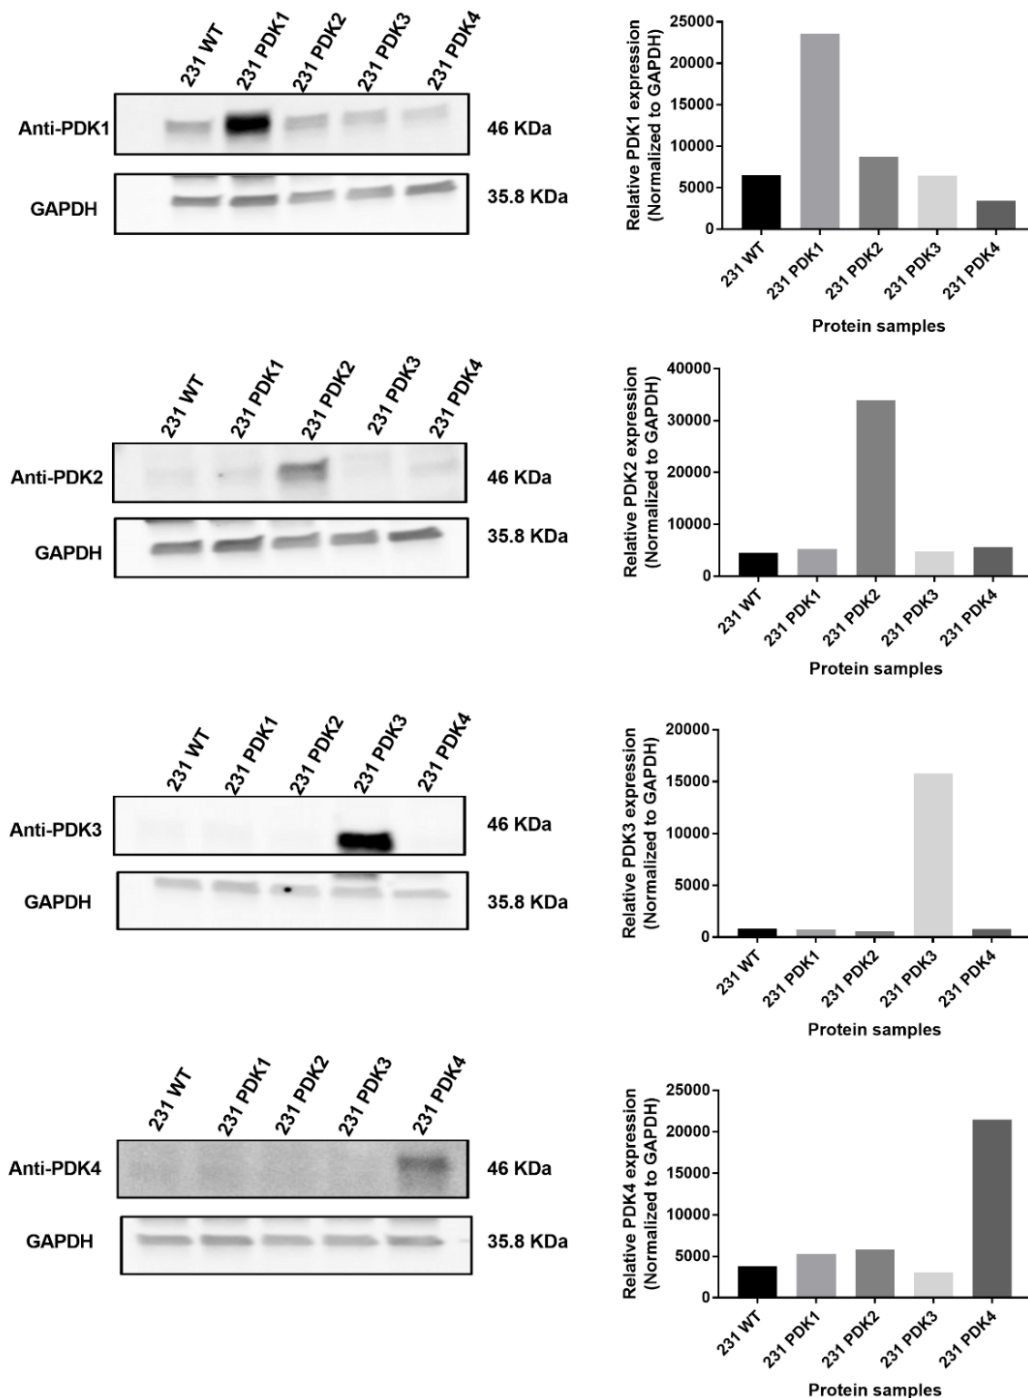 231 WT
231 PDK1
231 PDK2
231 PDK3
231 PDK4
Anti-PDK1
46 KDa
GAPDH
35.8 KDa
Relative PDK1 expression
(Normalized to GAPDH)
25000
20000
15000
10000
5000
0
231 WT
231 PDK1
231 PDK2
231 PDK3
231 PDK4
Protein samples
231 WT
231 PDK1
231 PDK2
231 PDK3
231 PDK4
Anti-PDK2
46 KDa
GAPDH
35.8 KDa
Relative PDK2 expression
(Normalized to GAPDH)
40000
30000
20000
10000
0
231 WT
231 PDK1
231 PDK2
231 PDK3
231 PDK4
Protein samples
231 WT
231 PDK1
231 PDK2
231 PDK3
231 PDK4
Anti-PDK3
46 KDa
GAPDH
35.8 KDa
Relative PDK3 expression
(Normalized to GAPDH)
20000
15000
10000
5000
0
231 WT
231 PDK1
231 PDK2
231 PDK3
231 PDK4
Protein samples
231 WT
231 PDK1
231 PDK2
231 PDK3
231 PDK4
Anti-PDK4
46 KDa
GAPDH
35.8 KDa
Relative PDK4 expression
(Normalized to GAPDH)
25000
20000
15000
10000
5000
0
231 WT
231 PDK1
231 PDK2
231 PDK3
231 PDK4
Protein samples